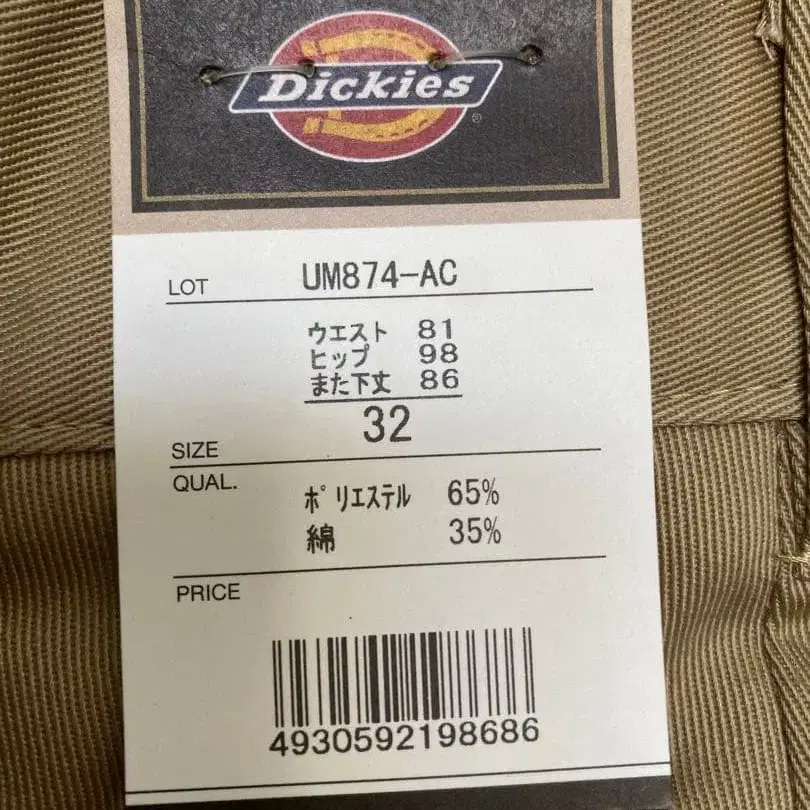 Dickies
®
LOT UM874-AC
ウエスト 81
ヒップ 98
また下丈 86
SIZE 32
QUAL. ﾎﾟﾘｴｽﾃﾙ 65%
綿 35%
PRICE
4930592198686